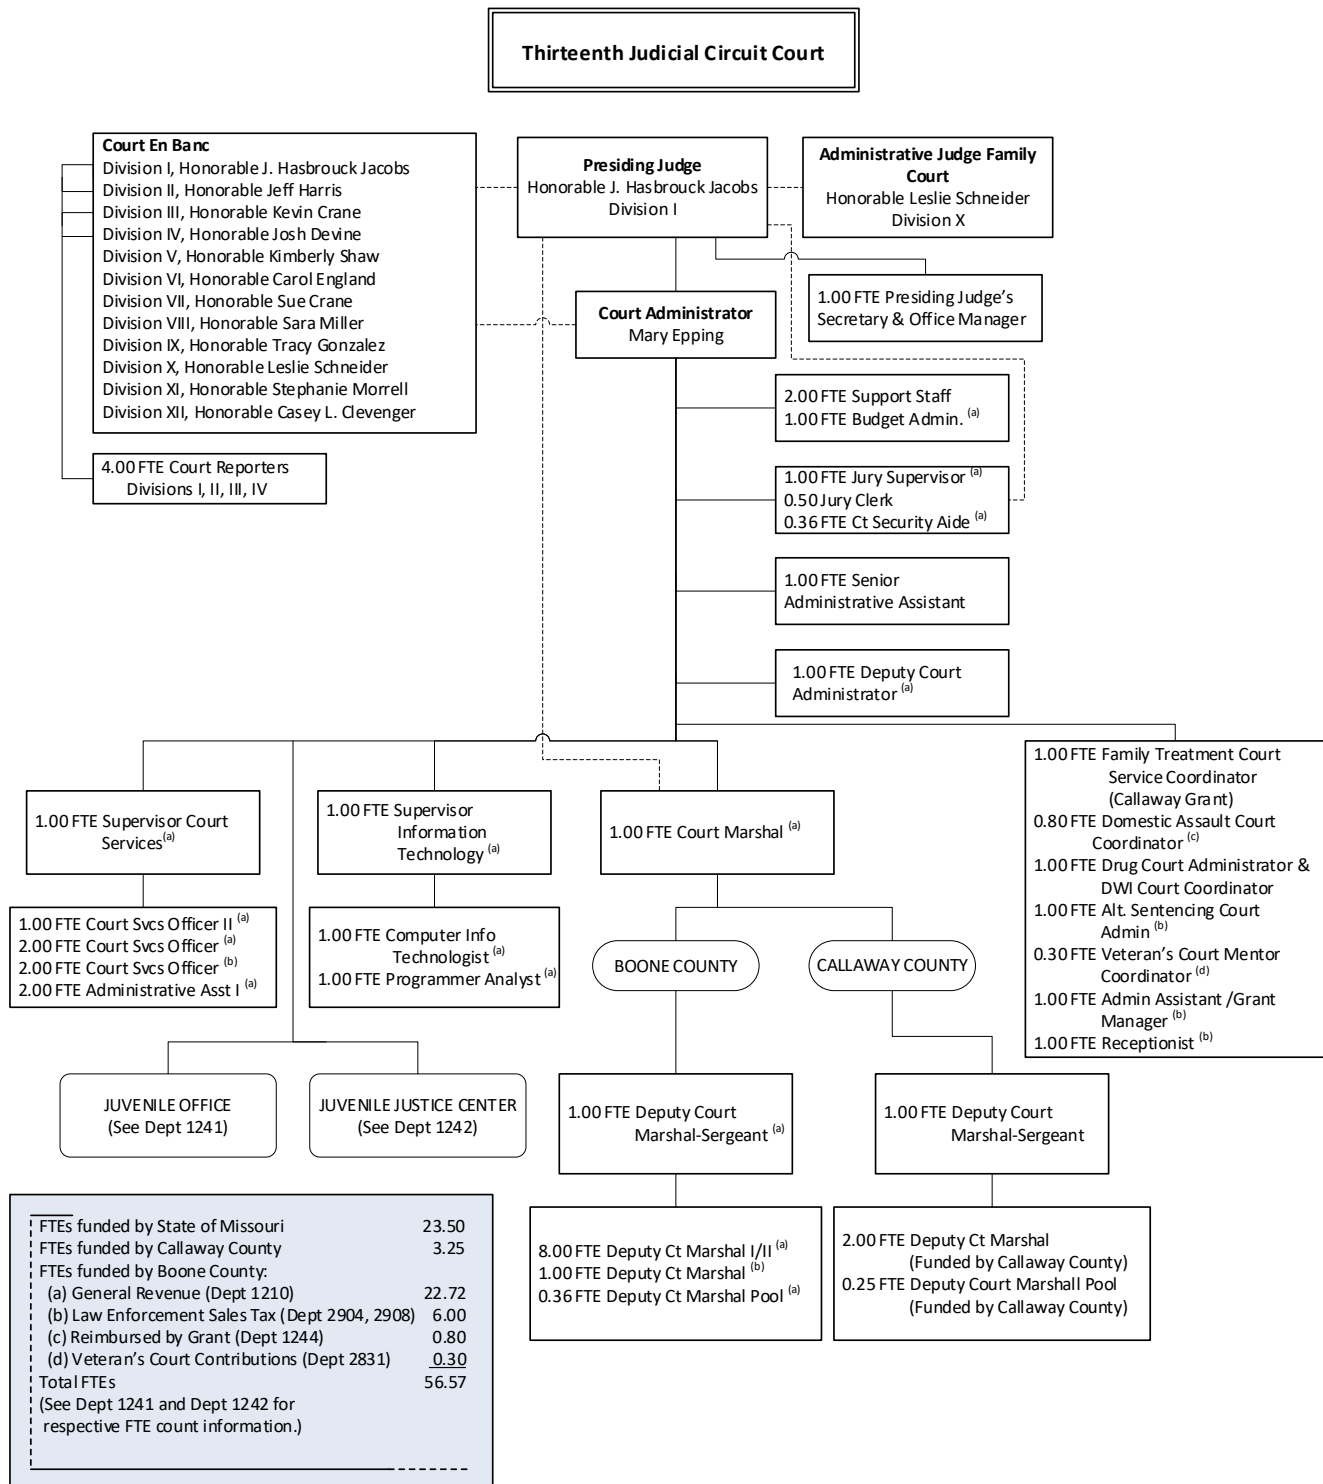 Thirteenth Judicial Circuit Court
Court En Banc
Division I, Honorable J. Hasbrouck Jacobs
Division II, Honorable Jeff Harris
Division III, Honorable Kevin Crane
Division IV, Honorable Josh Devine
Division V, Honorable Kimberly Shaw
Division VI, Honorable Carol England
Division VII, Honorable Sue Crane
Division VIII, Honorable Sara Miller
Division IX, Honorable Tracy Gonzalez
Division X, Honorable Leslie Schneider
Division XI, Honorable Stephanie Morrell
Division XII, Honorable Casey L. Clevenger
Presiding Judge
Honorable J. Hasbrouck Jacobs
Division I
Administrative Judge Family
Court
Honorable Leslie Schneider
Division X
1.00 FTE Presiding Judge’s
Secretary & Office Manager
Court Administrator
Mary Epping
4.00 FTE Court Reporters
Divisions I, II, III, IV
2.00 FTE Support Staff
1.00 FTE Budget Admin. (a)
1.00 FTE Jury Supervisor (a)
0.50 Jury Clerk
0.36 FTE Ct Security Aide (a)
1.00 FTE Senior
Administrative Assistant
1.00 FTE Deputy Court
Administrator (a)
1.00 FTE Supervisor Court
Services(a)
1.00 FTE Supervisor
Information
Technology (a)
1.00 FTE Court Marshal (a)
1.00 FTE Family Treatment Court
Service Coordinator
(Callaway Grant)
0.80 FTE Domestic Assault Court
Coordinator (c)
1.00 FTE Drug Court Administrator &
DWI Court Coordinator
1.00 FTE Alt. Sentencing Court
Admin (b)
0.30 FTE Veteran’s Court Mentor
Coordinator (d)
1.00 FTE Admin Assistant /Grant
Manager (b)
1.00 FTE Receptionist (b)
1.00 FTE Court Svcs Officer II (a)
2.00 FTE Court Svcs Officer (a)
2.00 FTE Court Svcs Officer (b)
2.00 FTE Administrative Asst I (a)
1.00 FTE Computer Info
Technologist (a)
1.00 FTE Programmer Analyst (a)
BOONE COUNTY
CALLAWAY COUNTY
JUVENILE OFFICE
(See Dept 1241)
JUVENILE JUSTICE CENTER
(See Dept 1242)
1.00 FTE Deputy Court
Marshal-Sergeant (a)
1.00 FTE Deputy Court
Marshal-Sergeant
8.00 FTE Deputy Ct Marshal I/II (a)
1.00 FTE Deputy Ct Marshal (b)
0.36 FTE Deputy Ct Marshal Pool (a)
2.00 FTE Deputy Ct Marshal
(Funded by Callaway County)
0.25 FTE Deputy Court Marshall Pool
(Funded by Callaway County)
FTEs funded by State of Missouri 23.50
FTEs funded by Callaway County 3.25
FTEs funded by Boone County:
(a) General Revenue (Dept 1210) 22.72
(b) Law Enforcement Sales Tax (Dept 2904, 2908) 6.00
(c) Reimbursed by Grant (Dept 1244) 0.80
(d) Veteran’s Court Contributions (Dept 2831) 0.30
Total FTEs 56.57
(See Dept 1241 and Dept 1242 for
respective FTE count information.)